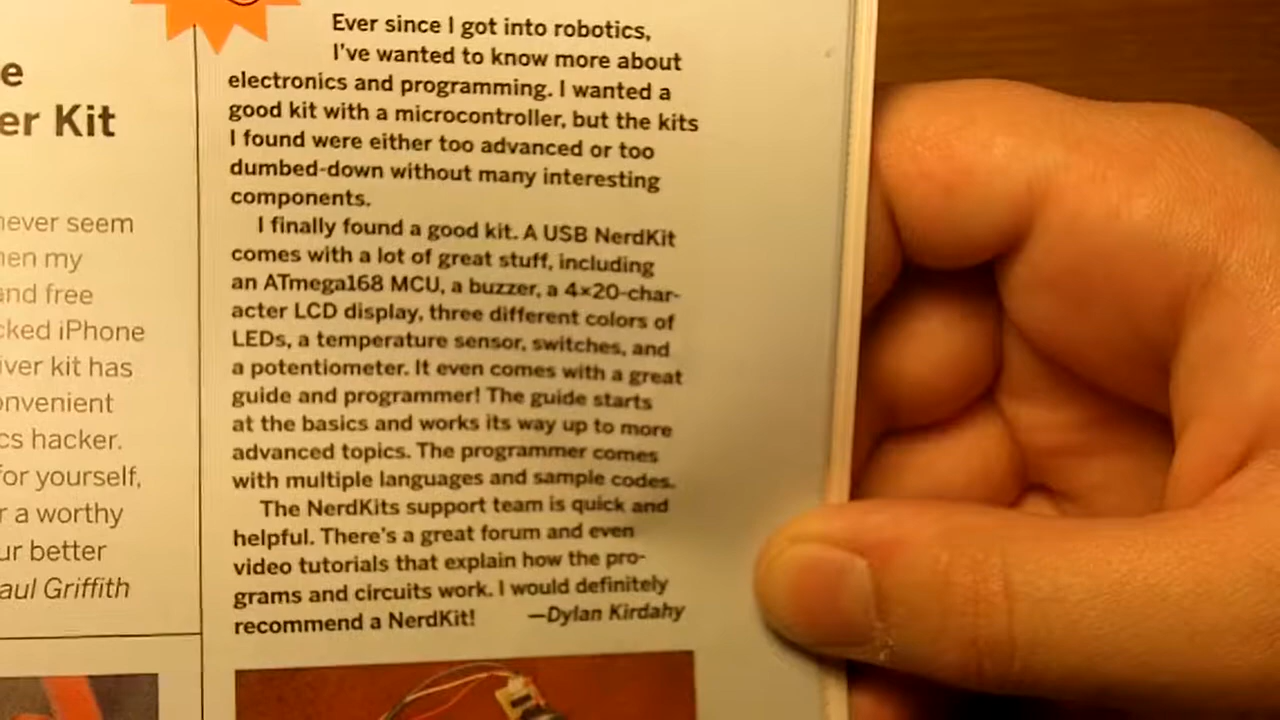 e
er Kit
never seem
hen my
and free
cked iPhone
iver kit has
onvenient
cs hacker.
for yourself,
r a worthy
ur better
aul Griffith
Ever since I got into robotics,
I've wanted to know more about
electronics and programming. I wanted a
good kit with a microcontroller, but the kits
I found were either too advanced or too
dumbed-down without many interesting
components.
I finally found a good kit. A USB NerdKit
comes with a lot of great stuff, including
an ATmega168 MCU, a buzzer, a 4×20-char-
acter LCD display, three different colors of
LEDs, a temperature sensor, switches, and
a potentiometer. It even comes with a great
guide and programmer! The guide starts
at the basics and works its way up to more
advanced topics. The programmer comes
with multiple languages and sample codes.
The NerdKits support team is quick and
helpful. There's a great forum and even
video tutorials that explain how the pro-
grams and circuits work. I would definitely
recommend a NerdKit! —Dylan Kirdahy